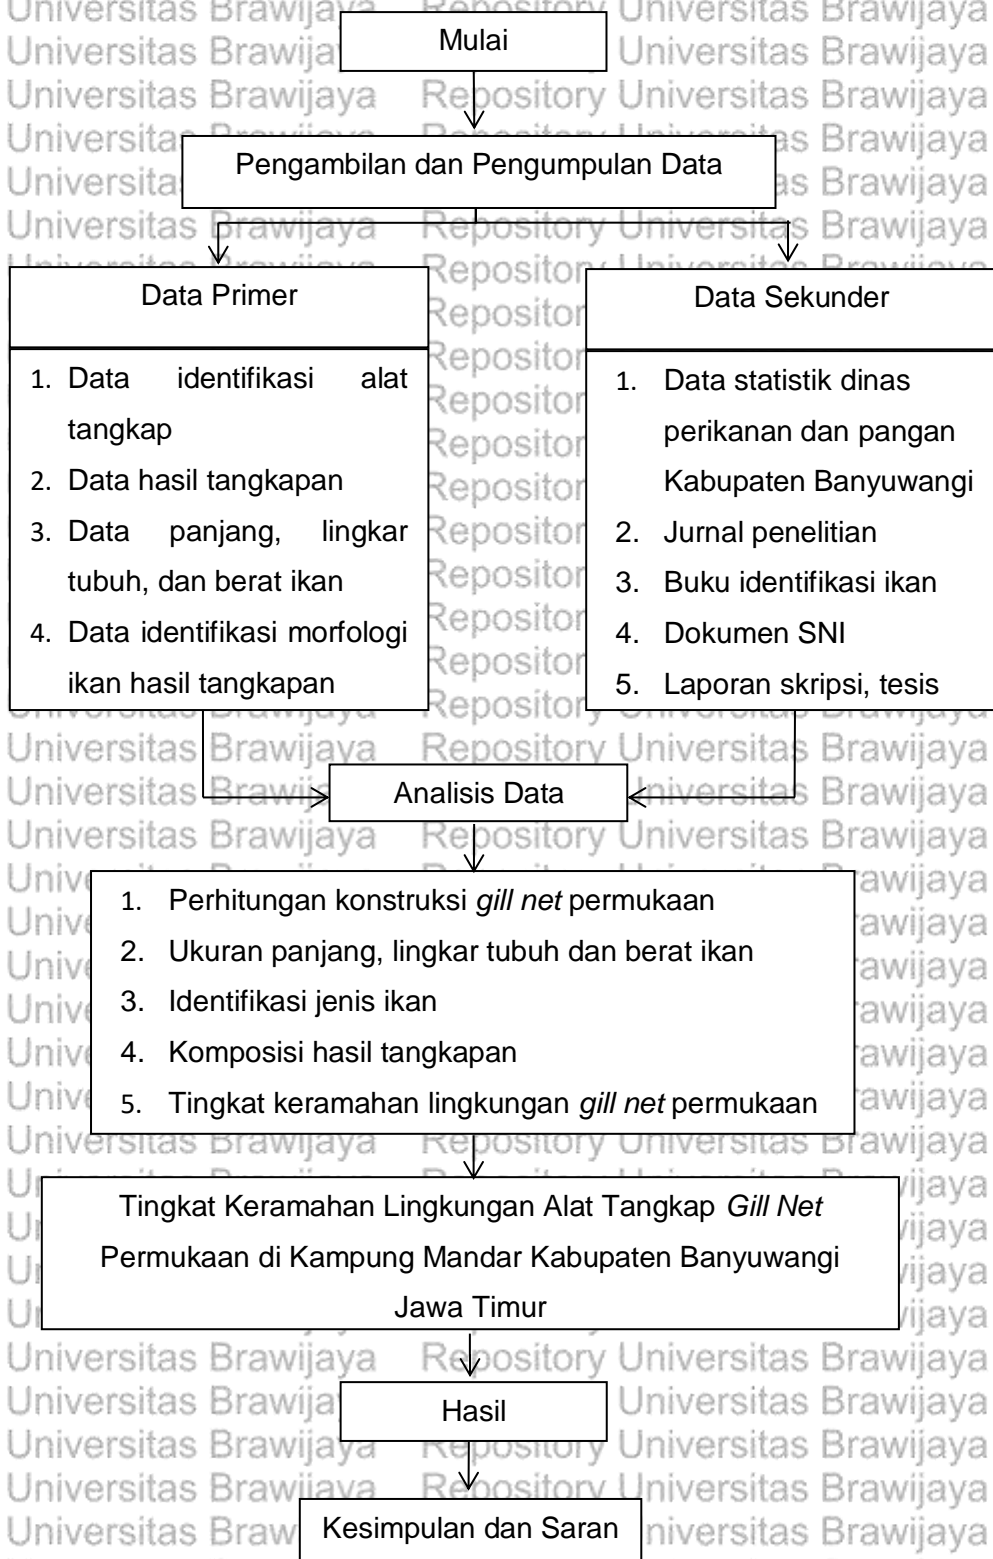 Mulai
Pengambilan dan Pengumpulan Data
Data Primer
1. Data identifikasi alat
tangkap
2. Data hasil tangkapan
3. Data panjang, lingkar
tubuh, dan berat ikan
4. Data identifikasi morfologi
ikan hasil tangkapan
Data Sekunder
1. Data statistik dinas
perikanan dan pangan
Kabupaten Banyuwangi
2. Jurnal penelitian
3. Buku identifikasi ikan
4. Dokumen SNI
5. Laporan skripsi, tesis
Analisis Data
1. Perhitungan konstruksi gill net permukaan
2. Ukuran panjang, lingkar tubuh dan berat ikan
3. Identifikasi jenis ikan
4. Komposisi hasil tangkapan
5. Tingkat keramahan lingkungan gill net permukaan
Tingkat Keramahan Lingkungan Alat Tangkap Gill Net
Permukaan di Kampung Mandar Kabupaten Banyuwangi
Jawa Timur
Hasil
Kesimpulan dan Saran
Universitas Brawijaya Repository Universitas Brawijaya